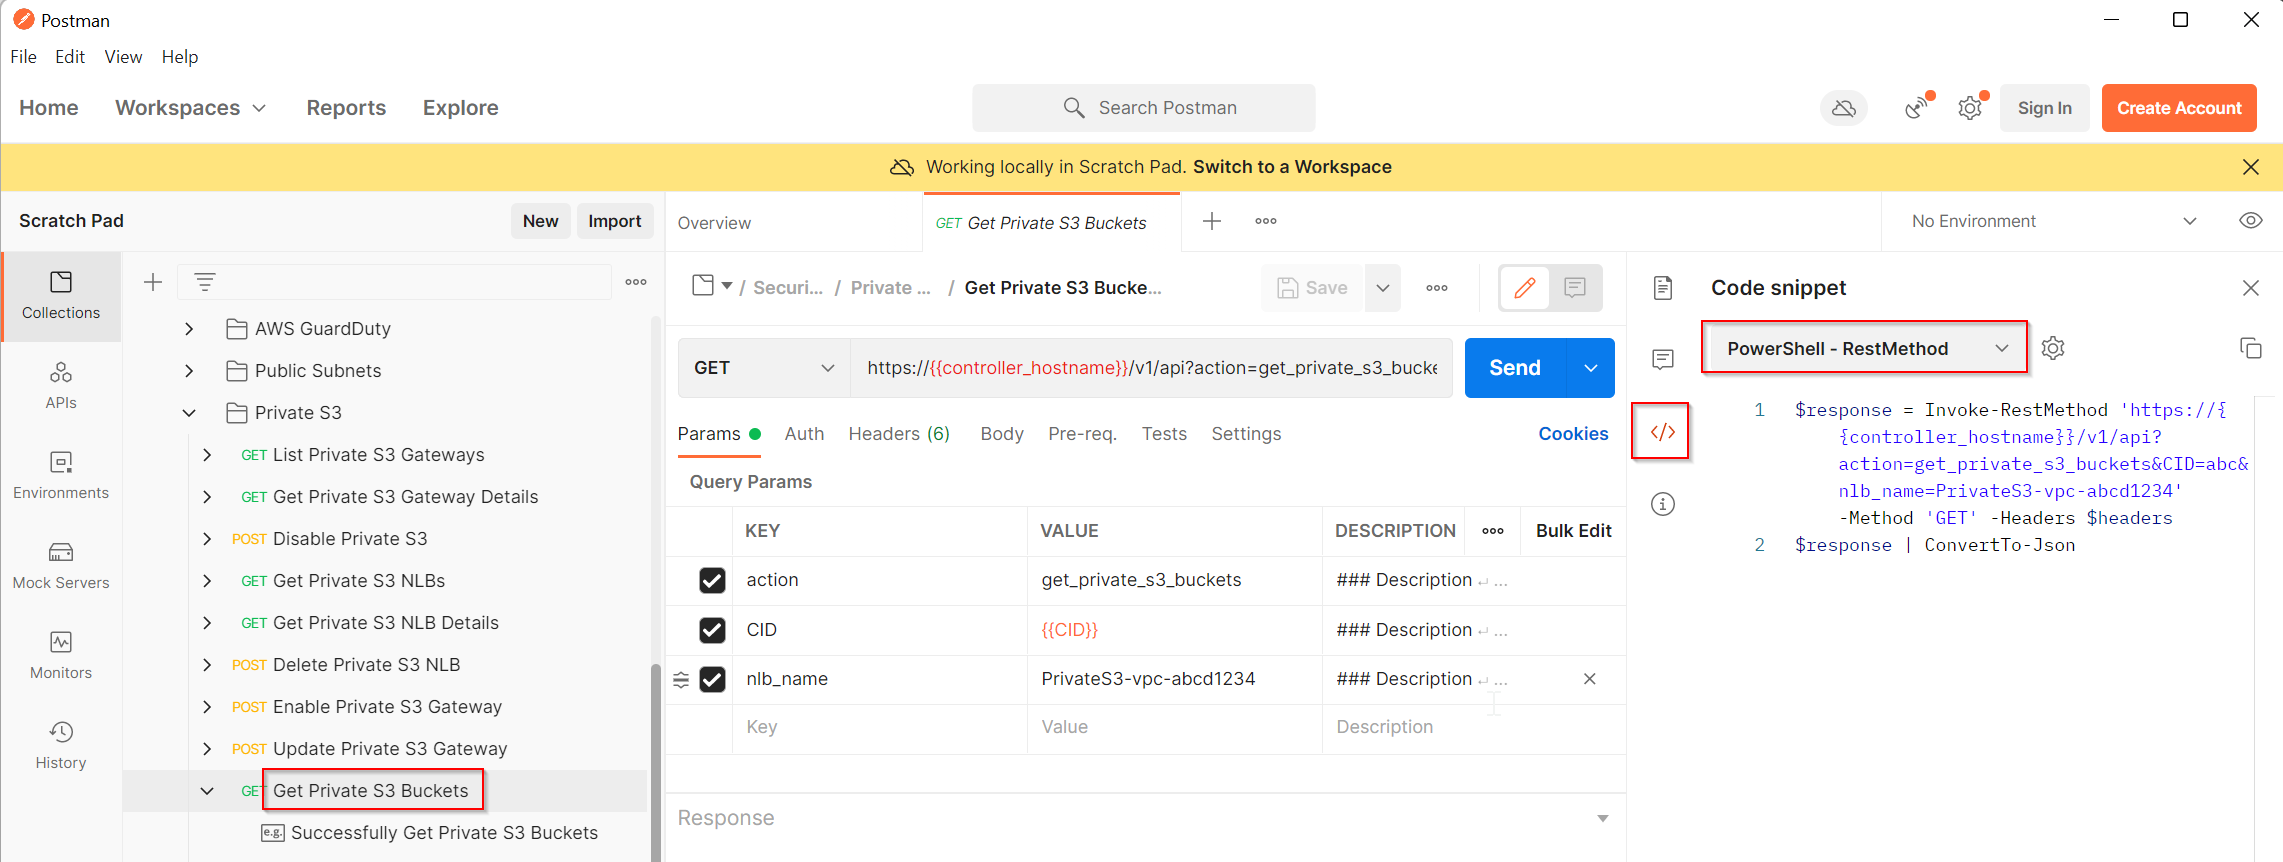 Postman
File Edit View Help
Home Workspaces Reports Explore Search Postman Sign In Create Account
Working locally in Scratch Pad. Switch to a Workspace
Scratch Pad New Import
Overview GET Get Private S3 Buckets No Environment
Collections
APIs
Environments
Mock Servers
Monitors
History
AWS GuardDuty
Public Subnets
Private S3
GET List Private S3 Gateways
GET Get Private S3 Gateway Details
POST Disable Private S3
GET Get Private S3 NLBs
GET Get Private S3 NLB Details
POST Delete Private S3 NLB
POST Enable Private S3 Gateway
POST Update Private S3 Gateway
GET Get Private S3 Buckets
e.g. Successfully Get Private S3 Buckets
/ Securi... / Private ... / Get Private S3 Bucke... Save
GET https://{{controller_hostname}}/v1/api?action=get_private_s3_bucke Send
Params Auth Headers (6) Body Pre-req. Tests Settings Cookies
Query Params
KEY VALUE DESCRIPTION Bulk Edit
action get_private_s3_buckets ### Description ↵ ...
CID {{CID}} ### Description ↵ ...
nlb_name PrivateS3-vpc-abcd1234 ### Description ↵ ...
Key Value Description
Response
Code snippet
PowerShell - RestMethod
1 $response = Invoke-RestMethod 'https://{
{controller_hostname}}/v1/api?
action=get_private_s3_buckets&CID=abc&
nlb_name=PrivateS3-vpc-abcd1234'
-Method 'GET' -Headers $headers
2 $response | ConvertTo-Json